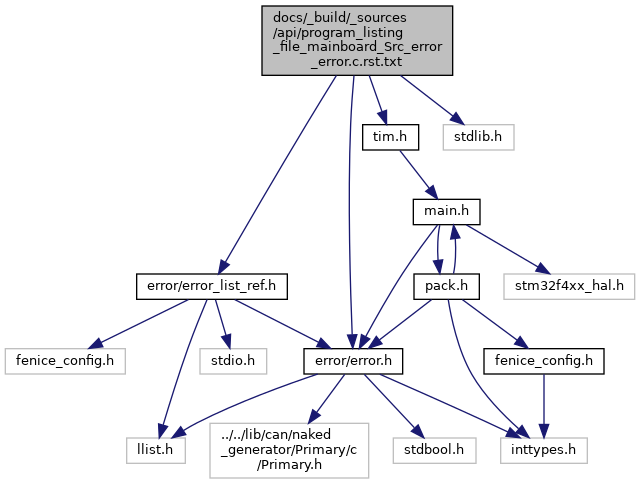 docs/_build/_sources
/api/program_listing
_file_mainboard_Src_error
_error.c.rst.txt
tim.h
stdlib.h
main.h
error/error_list_ref.h
pack.h
stm32f4xx_hal.h
fenice_config.h
stdio.h
error/error.h
fenice_config.h
llist.h
../../lib/can/naked
_generator/Primary/c
/Primary.h
stdbool.h
inttypes.h